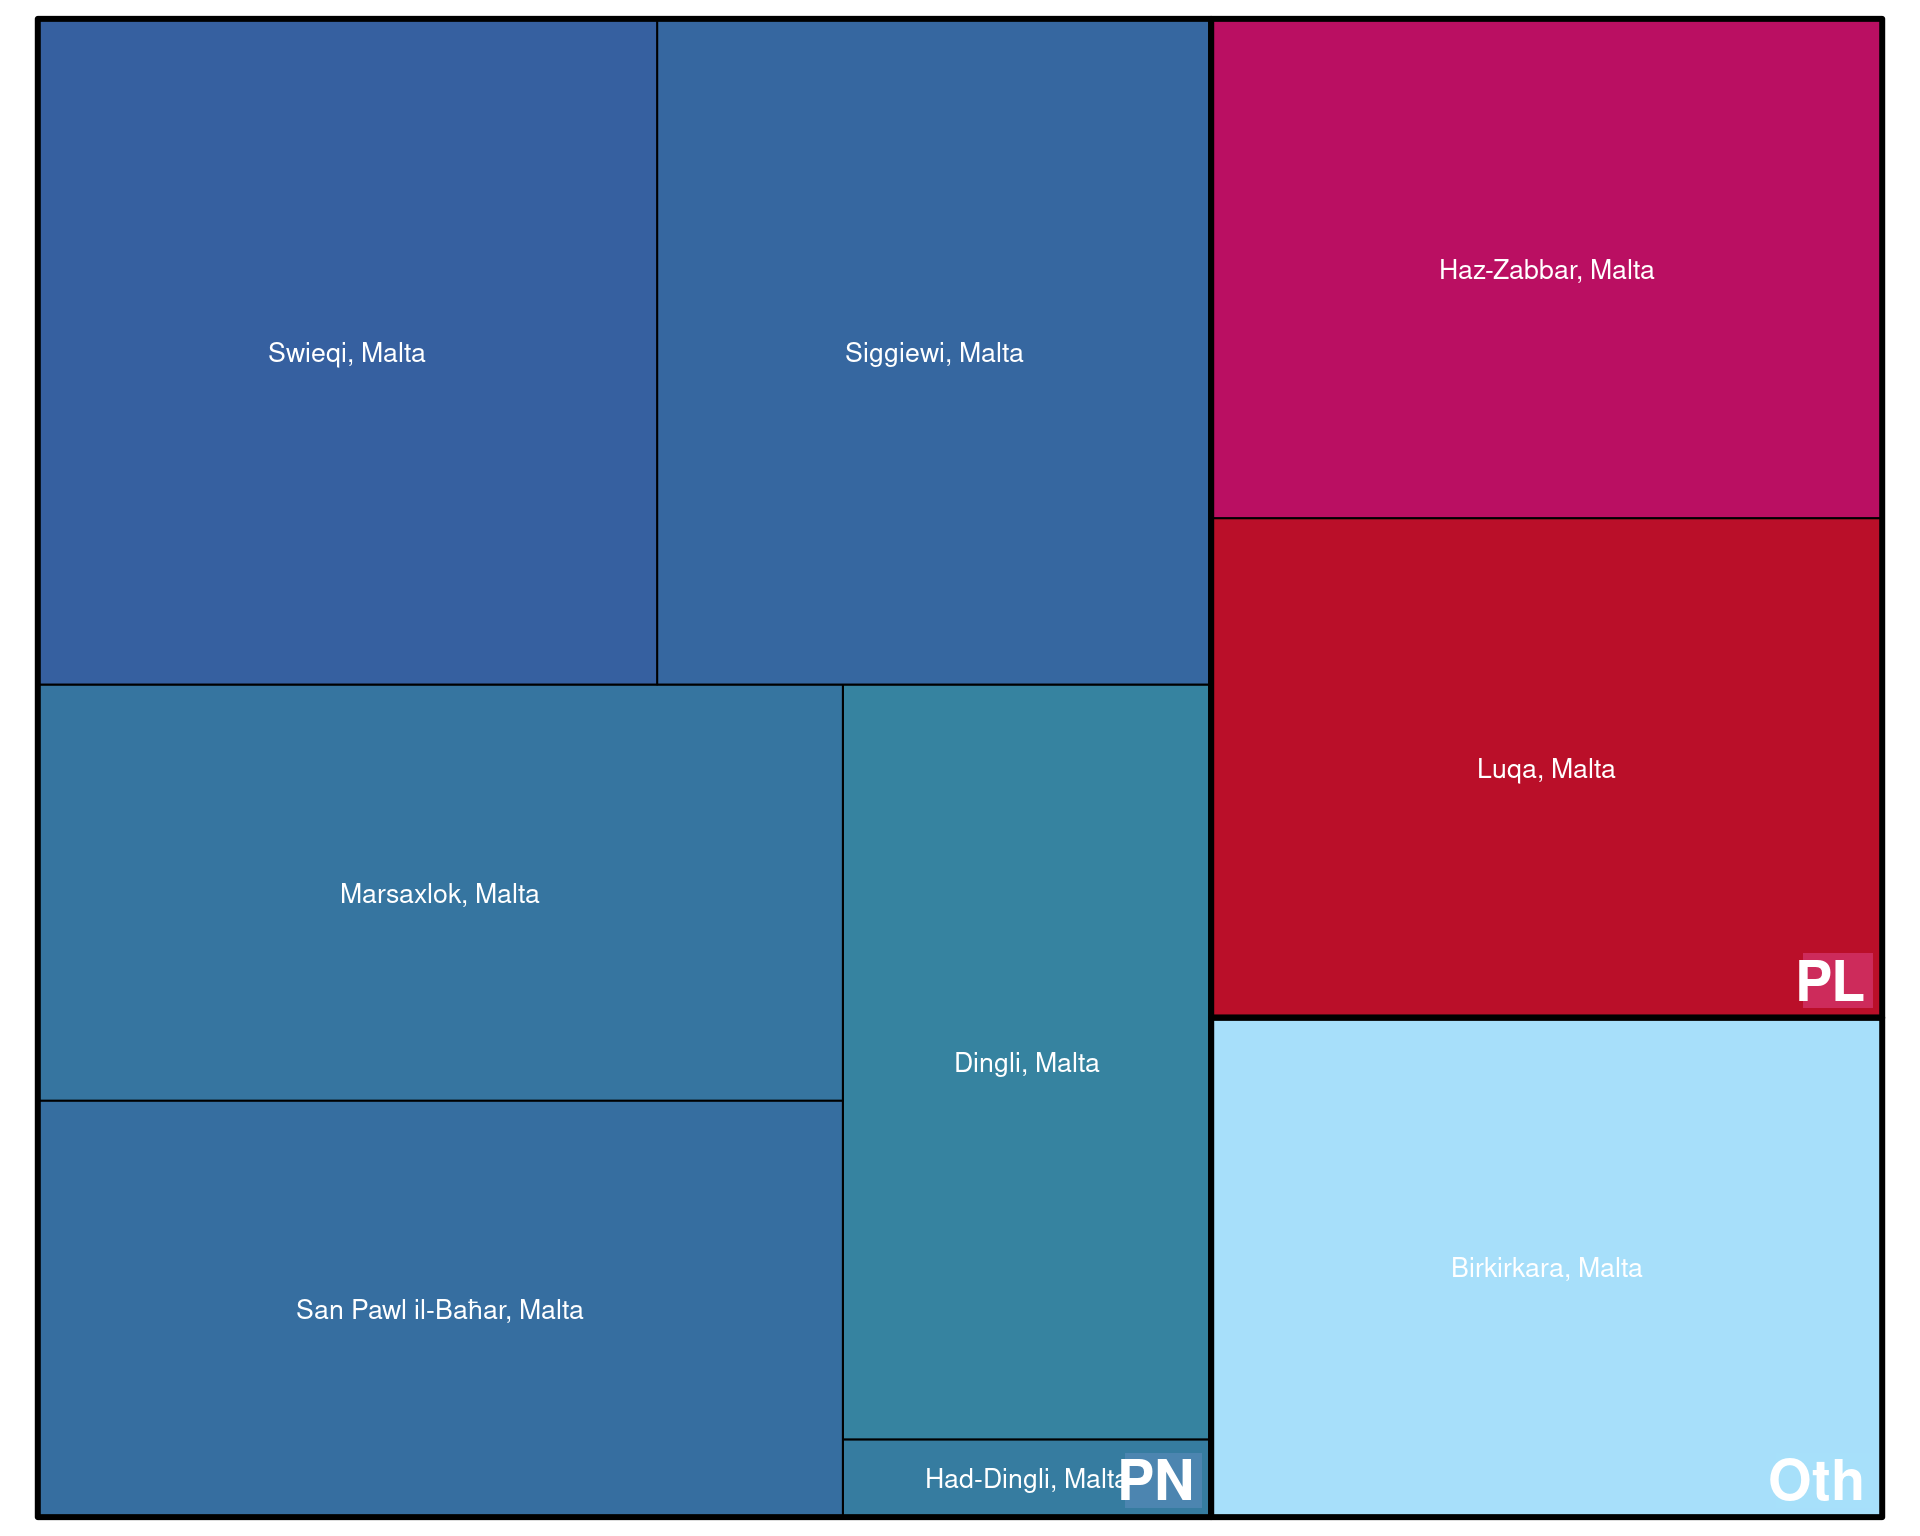 Swieqi, Malta
Siggiewi, Malta
Haz-Zabbar, Malta
Luqa, Malta
PL
Marsaxlok, Malta
Dingli, Malta
San Pawl il-Baħar, Malta
Had-Dingli, Malta
PN
Birkirkara, Malta
Oth